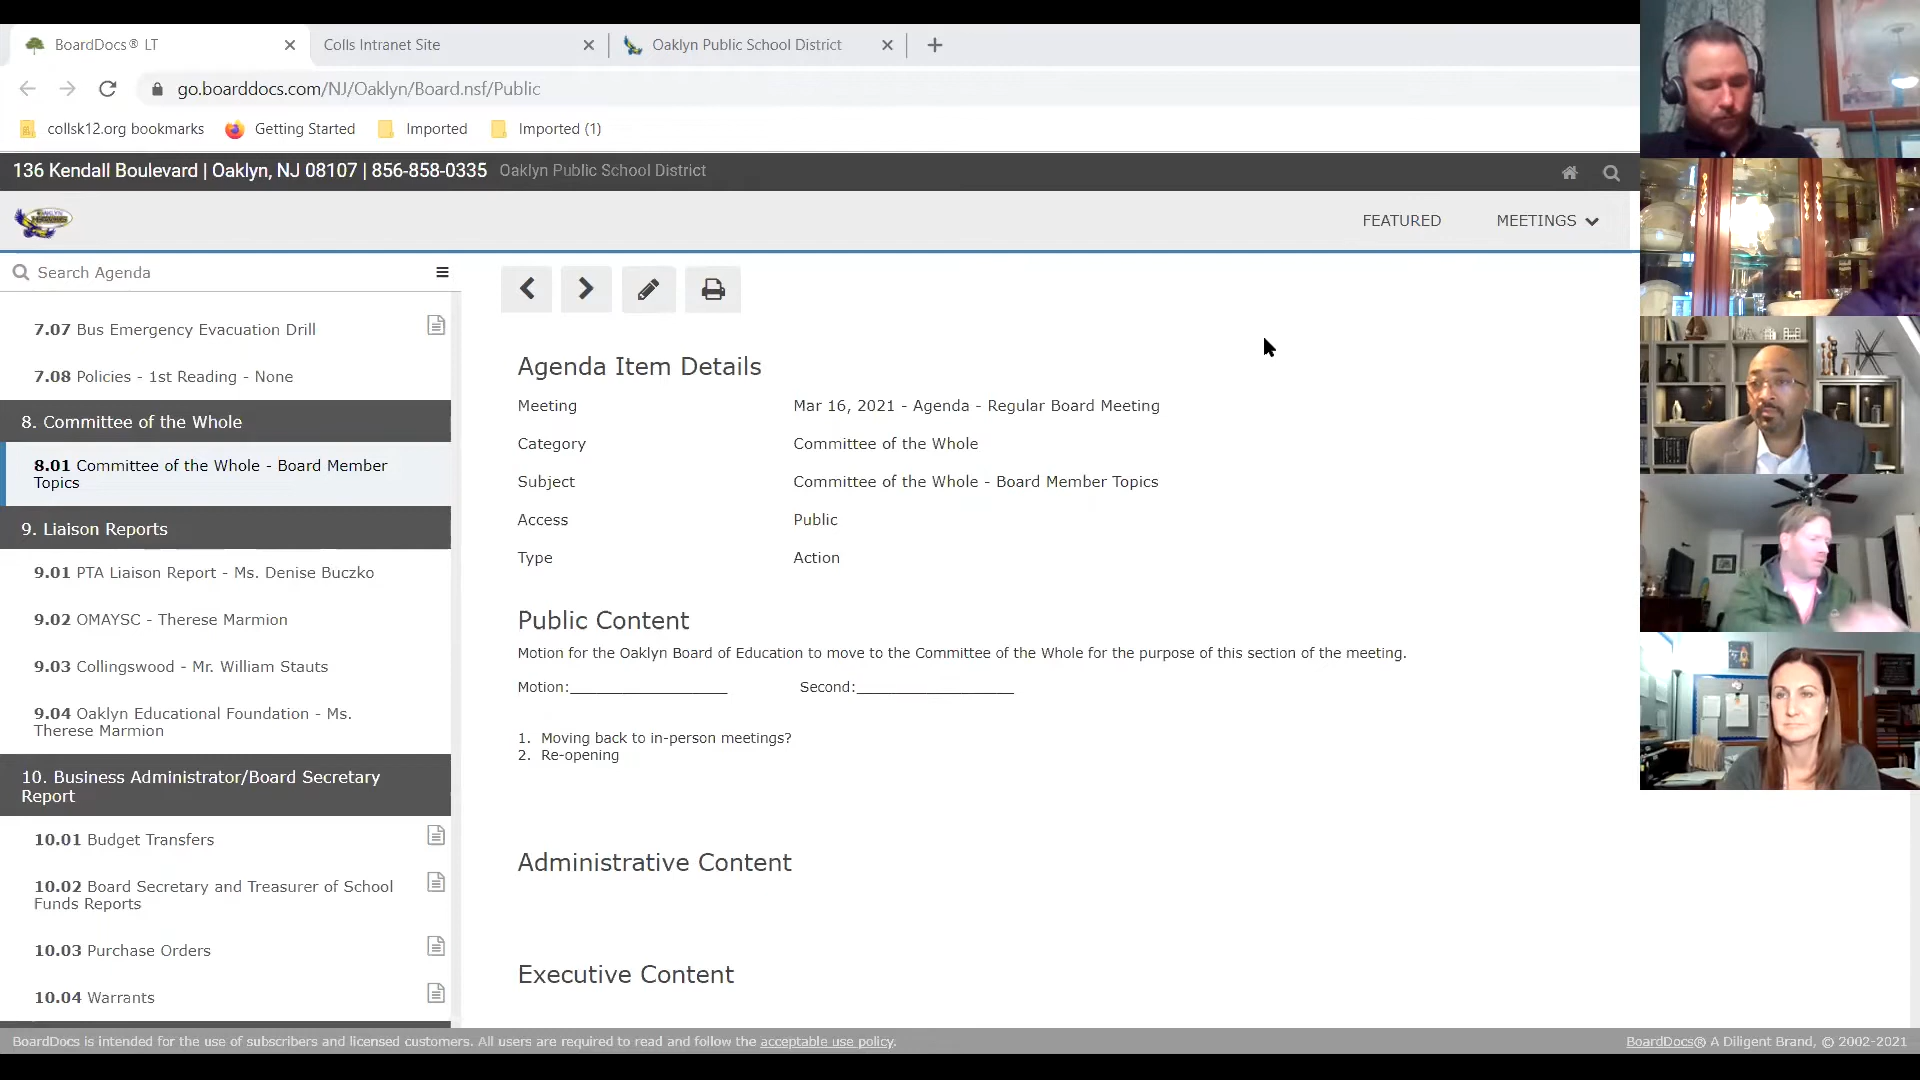 BoardDocs® LT
Colls Intranet Site
Oaklyn Public School District
go.boarddocs.com/NJ/Oaklyn/Board.nsf/Public
collsk12.org bookmarks
Getting Started
Imported
Imported (1)
136 Kendall Boulevard | Oaklyn, NJ 08107 | 856-858-0335 Oaklyn Public School District
FEATURED
MEETINGS
Search Agenda
7.07 Bus Emergency Evacuation Drill
7.08 Policies - 1st Reading - None
8. Committee of the Whole
8.01 Committee of the Whole - Board Member
Topics
9. Liaison Reports
9.01 PTA Liaison Report - Ms. Denise Buczko
9.02 OMAYSC - Therese Marmion
9.03 Collingswood - Mr. William Stauts
9.04 Oaklyn Educational Foundation - Ms.
Therese Marmion
10. Business Administrator/Board Secretary
Report
10.01 Budget Transfers
10.02 Board Secretary and Treasurer of School
Funds Reports
10.03 Purchase Orders
10.04 Warrants
Agenda Item Details
Meeting Mar 16, 2021 - Agenda - Regular Board Meeting
Category Committee of the Whole
Subject Committee of the Whole - Board Member Topics
Access Public
Type Action
Public Content
Motion for the Oaklyn Board of Education to move to the Committee of the Whole for the purpose of this section of the meeting.
Motion:__________________ Second:__________________
1. Moving back to in-person meetings?
2. Re-opening
Administrative Content
Executive Content
BoardDocs is intended for the use of subscribers and licensed customers. All users are required to read and follow the acceptable use policy.
BoardDocs® A Diligent Brand, © 2002-2021